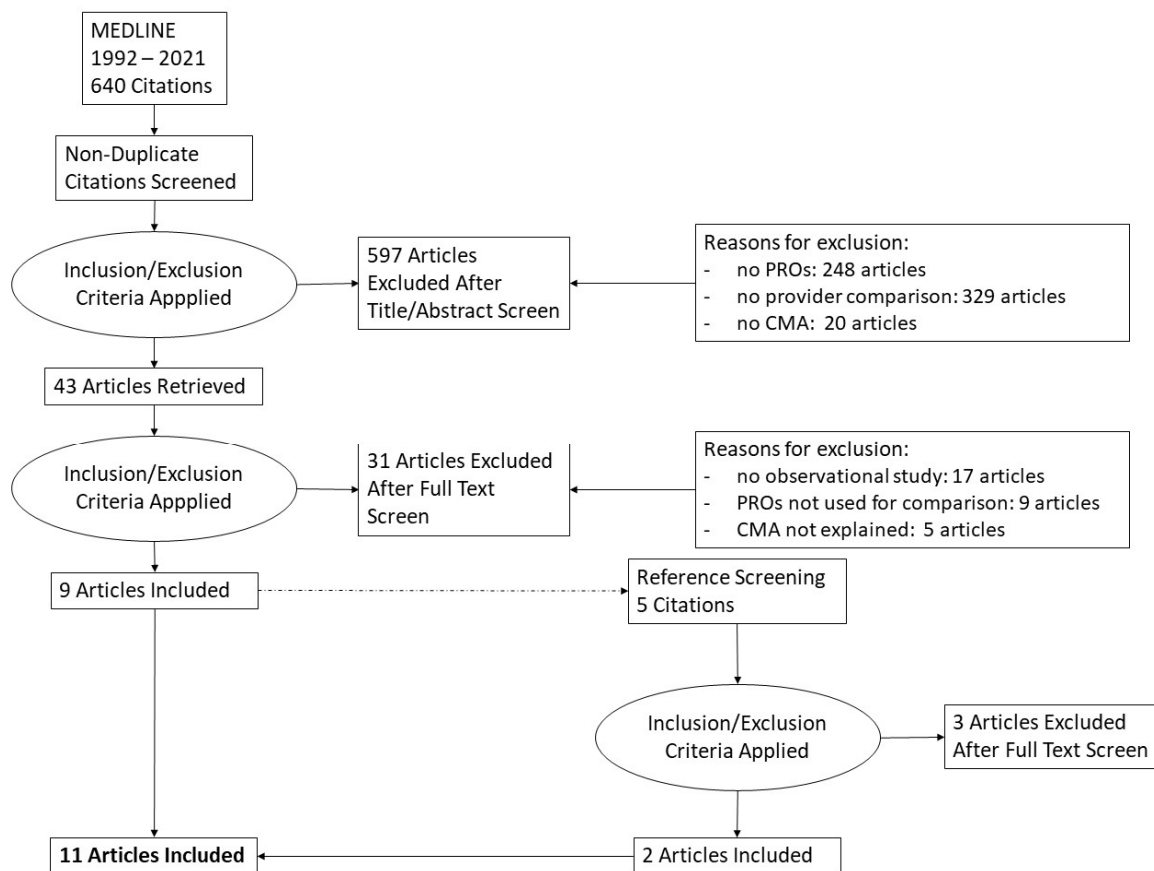 MEDLINE
1992 – 2021
640 Citations
Non-Duplicate
Citations Screened
Inclusion/Exclusion
Criteria Appplied
597 Articles
Excluded After
Title/Abstract Screen
Reasons for exclusion:
- no PROs: 248 articles
- no provider comparison: 329 articles
- no CMA: 20 articles
43 Articles Retrieved
Inclusion/Exclusion
Criteria Appplied
31 Articles Excluded
After Full Text
Screen
Reasons for exclusion:
- no observational study: 17 articles
- PROs not used for comparison: 9 articles
- CMA not explained: 5 articles
9 Articles Included
Reference Screening
5 Citations
Inclusion/Exclusion
Criteria Applied
3 Articles Excluded
After Full Text Screen
11 Articles Included
2 Articles Included